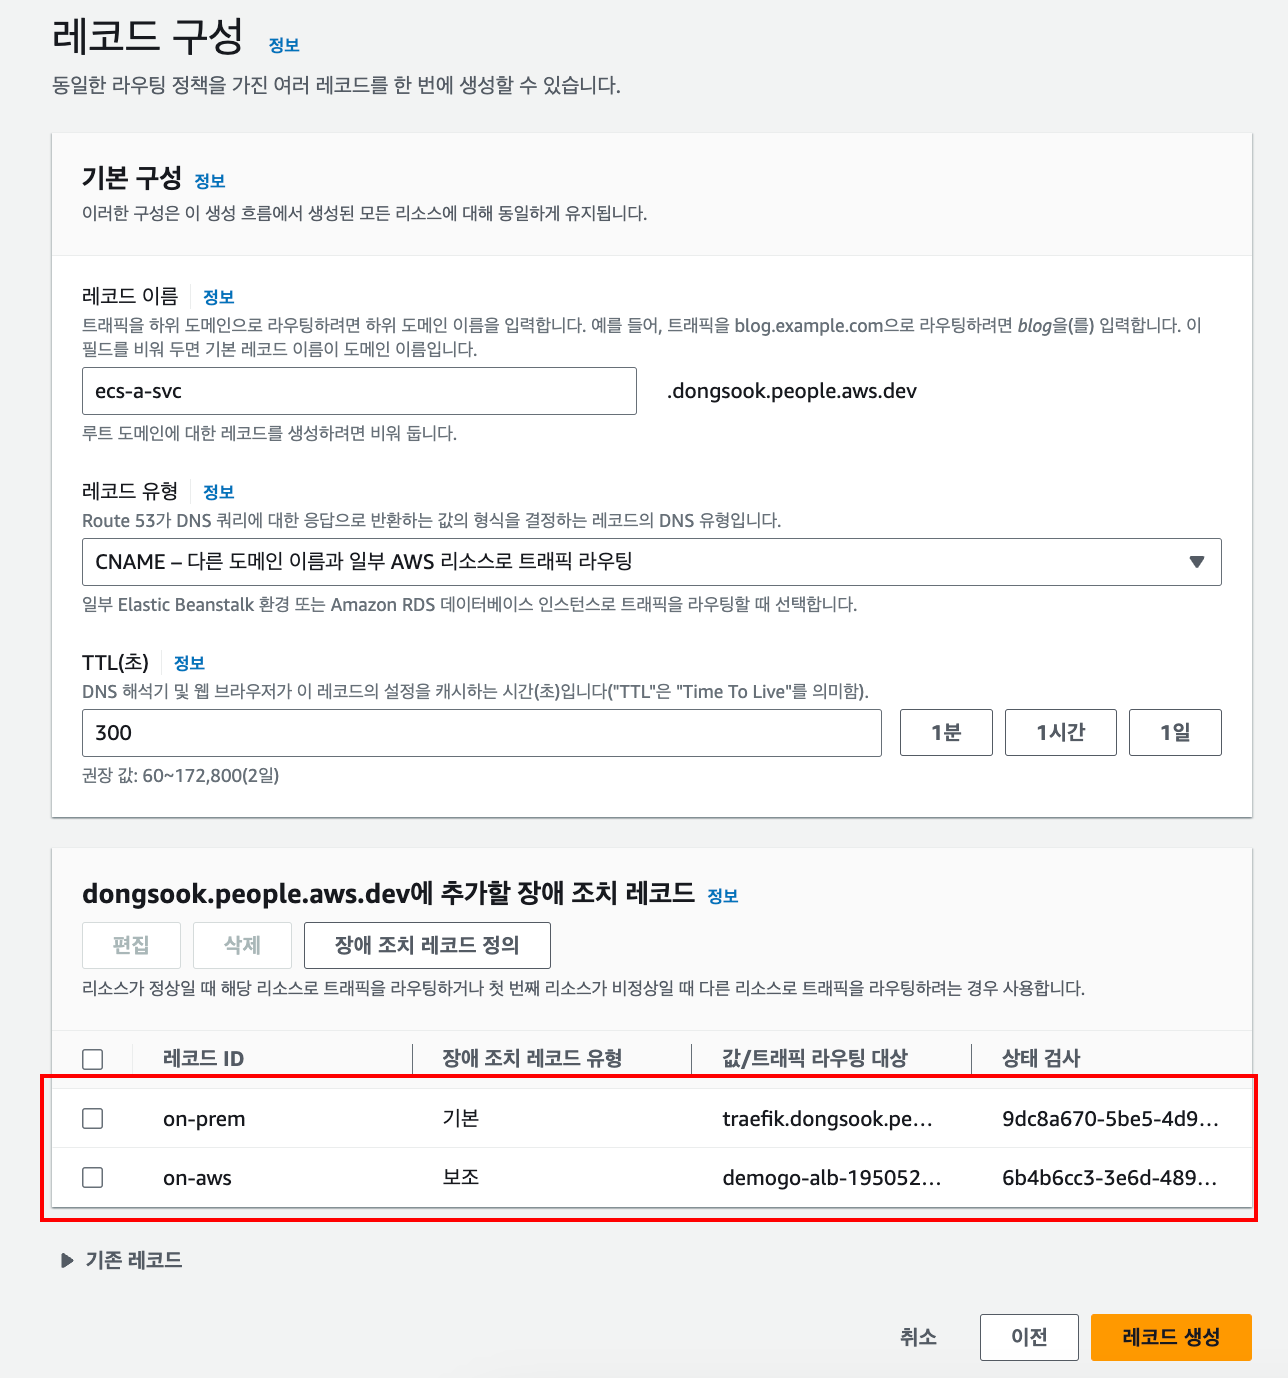 레코드 구성 정보
동일한 라우팅 정책을 가진 여러 레코드를 한 번에 생성할 수 있습니다.
기본 구성 정보
이러한 구성은 이 생성 흐름에서 생성된 모든 리소스에 대해 동일하게 유지됩니다.
레코드 이름 정보
트래픽을 하위 도메인으로 라우팅하려면 하위 도메인 이름을 입력합니다. 예를 들어, 트래픽을 blog.example.com으로 라우팅하려면 blog을(를) 입력합니다. 이
필드를 비워 두면 기본 레코드 이름이 도메인 이름입니다.
ecs-a-svc .dongsook.people.aws.dev
루트 도메인에 대한 레코드를 생성하려면 비워 둡니다.
레코드 유형 정보
Route 53가 DNS 쿼리에 대한 응답으로 반환하는 값의 형식을 결정하는 레코드의 DNS 유형입니다.
CNAME – 다른 도메인 이름과 일부 AWS 리소스로 트래픽 라우팅
일부 Elastic Beanstalk 환경 또는 Amazon RDS 데이터베이스 인스턴스로 트래픽을 라우팅할 때 선택합니다.
TTL(초) 정보
DNS 해석기 및 웹 브라우저가 이 레코드의 설정을 캐시하는 시간(초)입니다("TTL"은 "Time To Live"를 의미함).
300 1분 1시간 1일
권장 값: 60~172,800(2일)
dongsook.people.aws.dev에 추가할 장애 조치 레코드 정보
편집 삭제 장애 조치 레코드 정의
리소스가 정상일 때 해당 리소스로 트래픽을 라우팅하거나 첫 번째 리소스가 비정상일 때 다른 리소스로 트래픽을 라우팅하려는 경우 사용합니다.
레코드 ID 장애 조치 레코드 유형 값/트래픽 라우팅 대상 상태 검사
on-prem 기본 traefik.dongsook.pe... 9dc8a670-5be5-4d9...
on-aws 보조 demogo-alb-195052... 6b4b6cc3-3e6d-489...
기존 레코드
취소 이전 레코드 생성